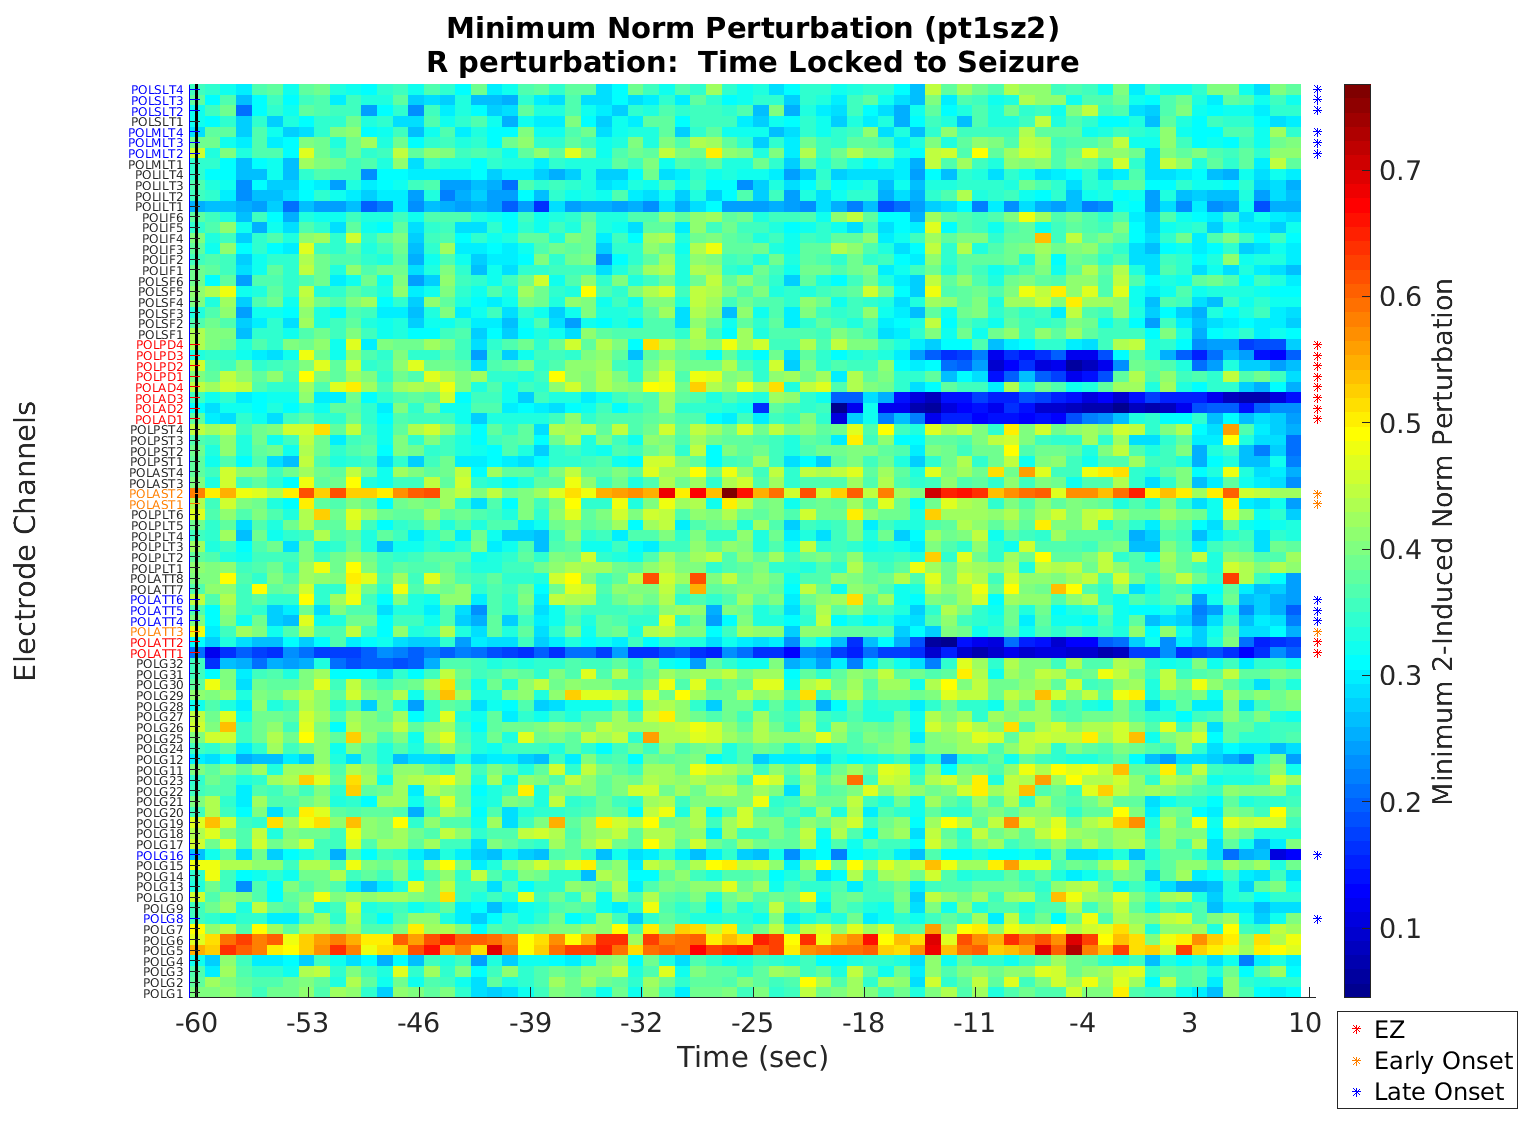 Minimum Norm Perturbation (pt1sz2)
R perturbation:  Time Locked to Seizure
Electrode Channels
POLSLT4
POLSLT3
POLSLT2
POLSLT1
POLMLT4
POLMLT3
POLMLT2
POLMLT1
POLILT4
POLILT3
POLILT2
POLILT1
POLIF6
POLIF5
POLIF4
POLIF3
POLIF2
POLIF1
POLSF6
POLSF5
POLSF4
POLSF3
POLSF2
POLSF1
POLPD4
POLPD3
POLPD2
POLPD1
POLAD4
POLAD3
POLAD2
POLAD1
POLPST4
POLPST3
POLPST2
POLPST1
POLAST4
POLAST3
POLAST2
POLAST1
POLPLT6
POLPLT5
POLPLT4
POLPLT3
POLPLT2
POLPLT1
POLATT8
POLATT7
POLATT6
POLATT5
POLATT4
POLATT3
POLATT2
POLATT1
POLG32
POLG31
POLG30
POLG29
POLG28
POLG27
POLG26
POLG25
POLG24
POLG12
POLG11
POLG23
POLG22
POLG21
POLG20
POLG19
POLG18
POLG17
POLG16
POLG15
POLG14
POLG13
POLG10
POLG9
POLG8
POLG7
POLG6
POLG5
POLG4
POLG3
POLG2
POLG1
-60 -53 -46 -39 -32 -25 -18 -11 -4 3 10
Time (sec)
0.7
0.6
0.5
0.4
0.3
0.2
0.1
Minimum 2-Induced Norm Perturbation
EZ
Early Onset
Late Onset